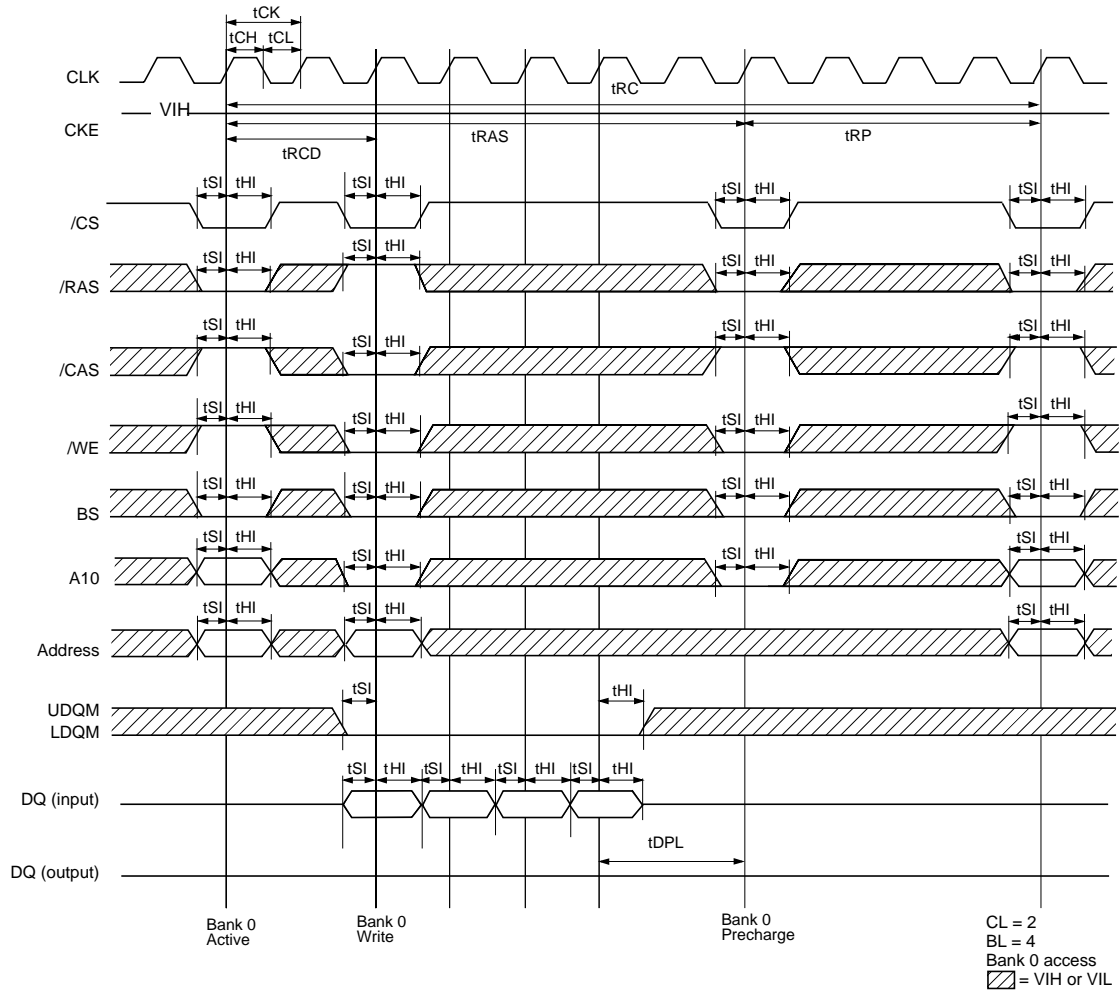 tCK
tCH tCL
CLK
tRC
VIH
CKE
tRAS
tRP
tRCD
tSI tHI tSI tHI tSI tHI tSI tHI
/CS
tSI tHI
/RAS
tSI tHI
tSI tHI tSI tHI tSI tHI tSI tHI
/CAS
tSI tHI tSI tHI tSI tHI tSI tHI
/WE
tSI tHI tSI tHI tSI tHI tSI tHI
BS
tSI tHI tSI tHI tSI tHI tSI tHI
A10
tSI tHI tSI tHI tSI tHI
Address
tSI tHI
UDQM
LDQM
tSI tHI tSI tHI tSI tHI tSI tHI
DQ (input)
tDPL
DQ (output)
Bank 0
Active
Bank 0
Write
Bank 0
Precharge
CL = 2
BL = 4
Bank 0 access
= VIH or VIL